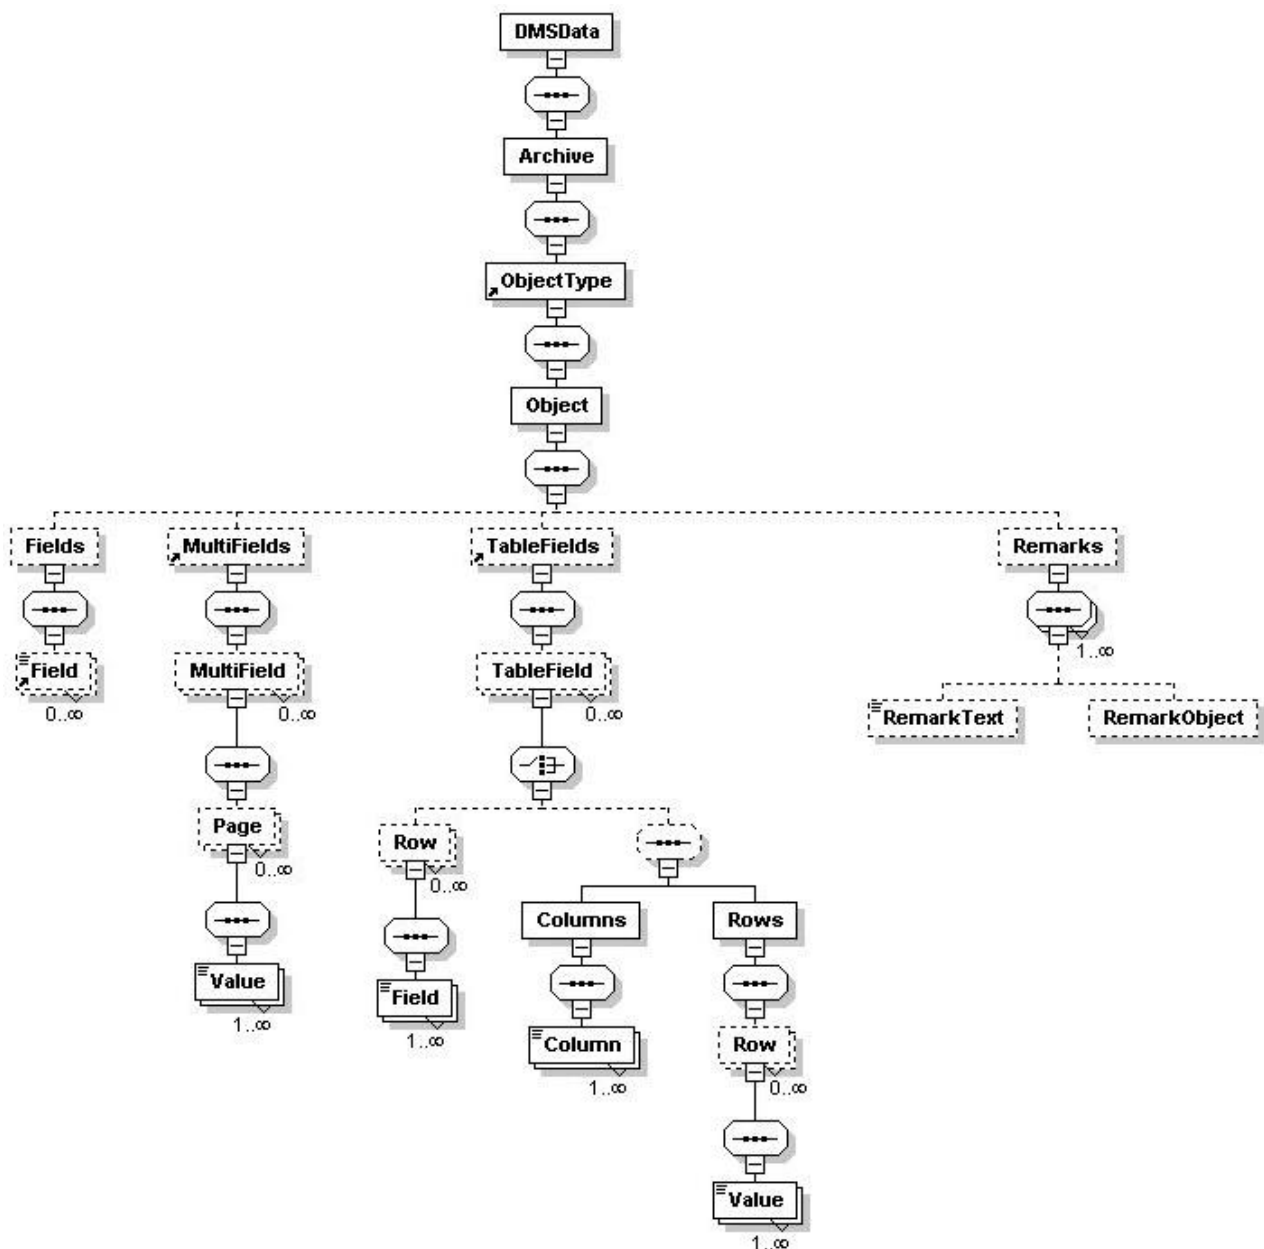 DMSData
Archive
ObjectType
Object
Fields MultiFields TableFields Remarks
1..∞
Field MultiField TableField
0..∞ 0..∞ 0..∞
RemarkText RemarkObject
Page
0..∞
Row
0..∞
Columns Rows
Value
1..∞
Field
1..∞
Column Row
1..∞ 0..∞
Value
1..∞